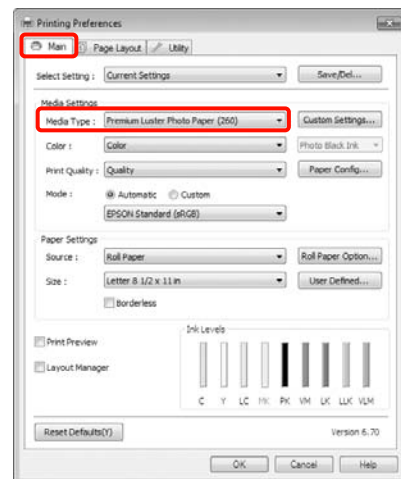 Printing Preferences
Main Page Layout Utility
Select Setting : Current Settings Save/Del...
Media Settings
Media Type : Premium Luster Photo Paper (260) Custom Settings...
Color : Color Photo Black Ink
Print Quality : Quality Paper Config...
Mode : Automatic Custom
EPSON Standard (sRGB)
Paper Settings
Source : Roll Paper Roll Paper Option...
Size : Letter 8 1/2 x 11 in User Defined...
Borderless
Ink Levels
Print Preview
Layout Manager
C Y LC MK PK VM LK LLK VLM
Reset Defaults(Y) Version 6.70
OK Cancel Help